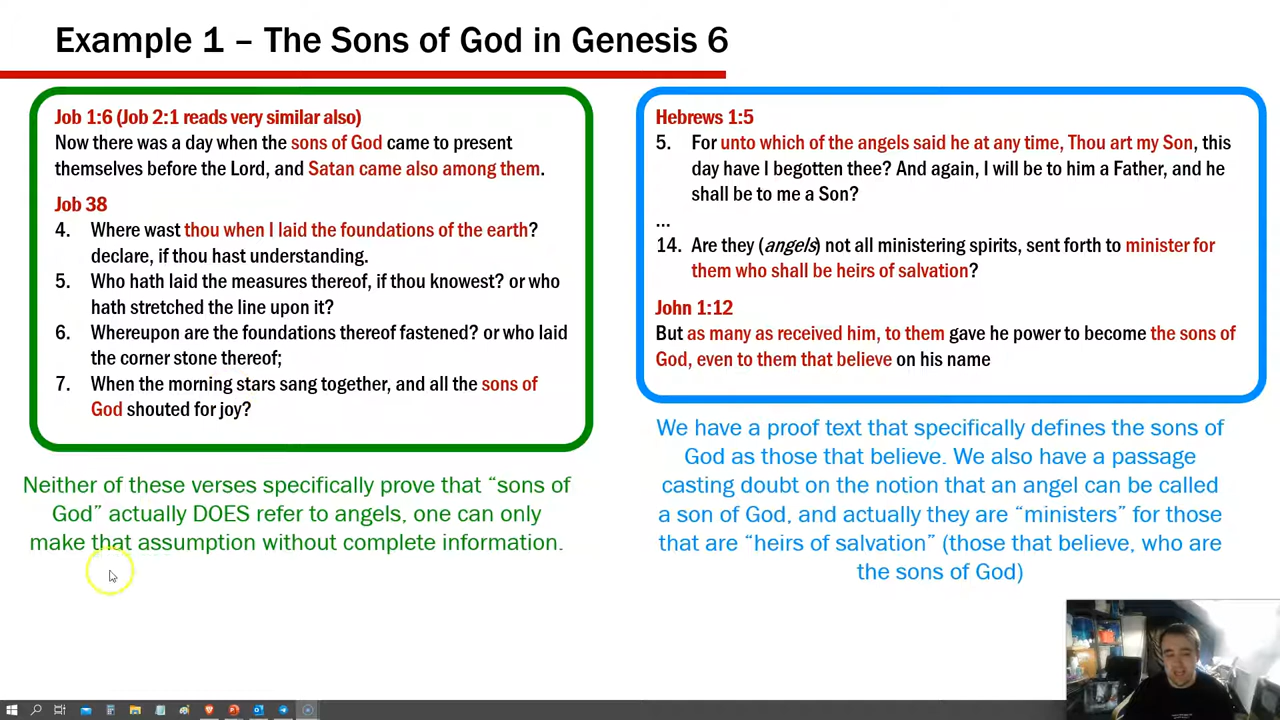 Example 1 – The Sons of God in Genesis 6
Job 1:6 (Job 2:1 reads very similar also)
Now there was a day when the sons of God came to present
themselves before the Lord, and Satan came also among them.
Job 38
4. Where wast thou when I laid the foundations of the earth?
declare, if thou hast understanding.
5. Who hath laid the measures thereof, if thou knowest? or who
hath stretched the line upon it?
6. Whereupon are the foundations thereof fastened? or who laid
the corner stone thereof;
7. When the morning stars sang together, and all the sons of
God shouted for joy?
Neither of these verses specifically prove that “sons of
God” actually DOES refer to angels, one can only
make that assumption without complete information.
Hebrews 1:5
5. For unto which of the angels said he at any time, Thou art my Son, this
day have I begotten thee? And again, I will be to him a Father, and he
shall be to me a Son?
...
14. Are they (angels) not all ministering spirits, sent forth to minister for
them who shall be heirs of salvation?
John 1:12
But as many as received him, to them gave he power to become the sons of
God, even to them that believe on his name
We have a proof text that specifically defines the sons of
God as those that believe. We also have a passage
casting doubt on the notion that an angel can be called
a son of God, and actually they are “ministers” for those
that are “heirs of salvation” (those that believe, who are
the sons of God)